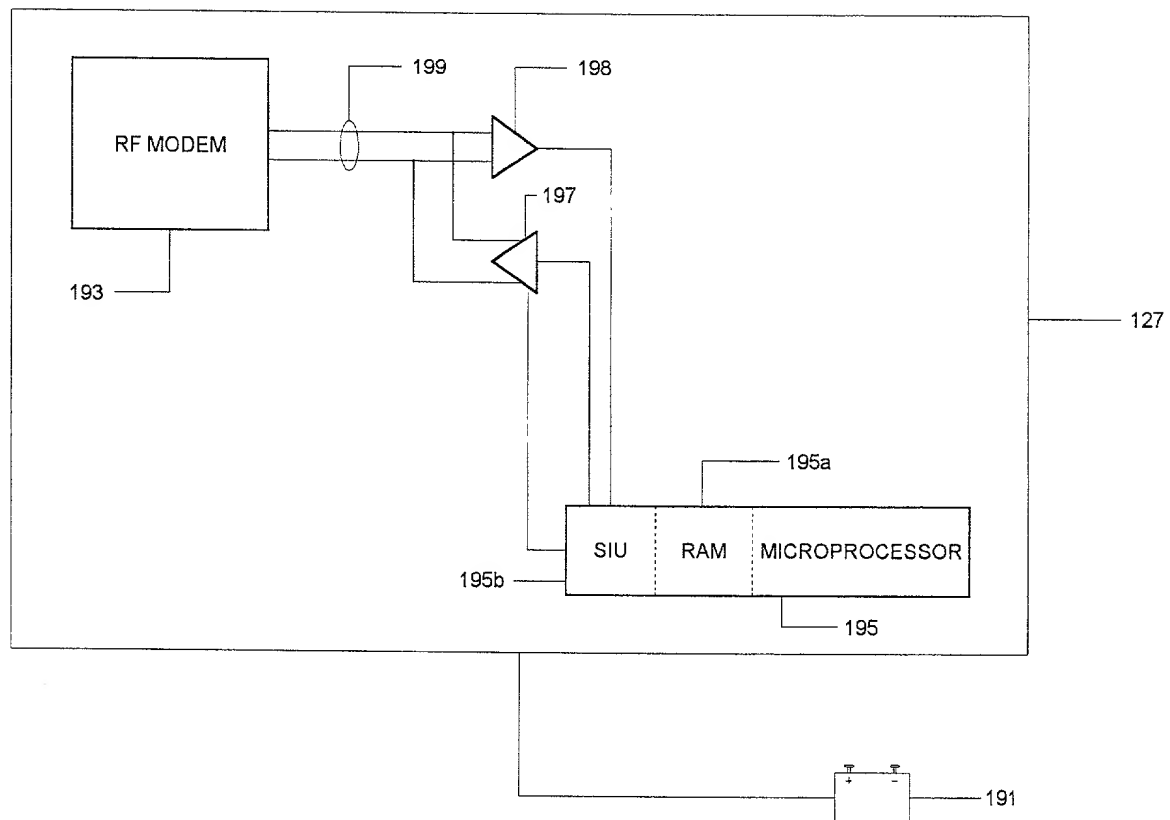 199
198
RF MODEM
197
193
127
195a
SIU
RAM
MICROPROCESSOR
195b
195
+ -
191